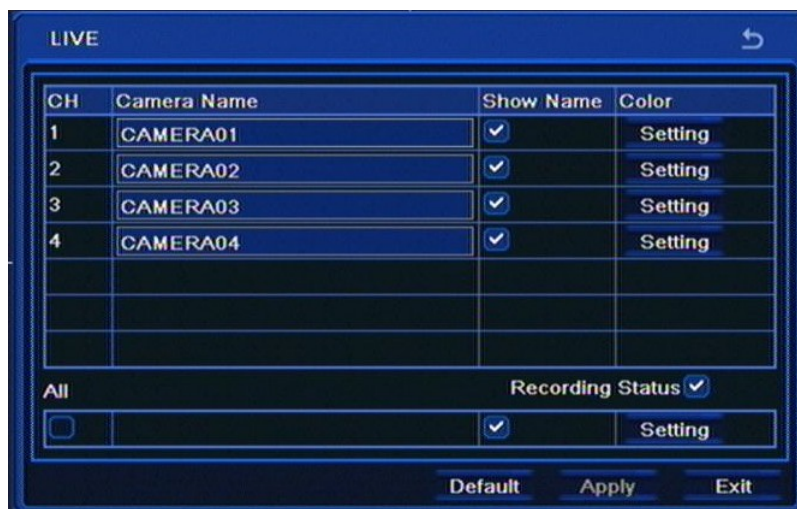 LIVE
CH Camera Name Show Name Color
1 CAMERA01 Setting
2 CAMERA02 Setting
3 CAMERA03 Setting
4 CAMERA04 Setting
All Recording Status
Setting
Default Apply Exit